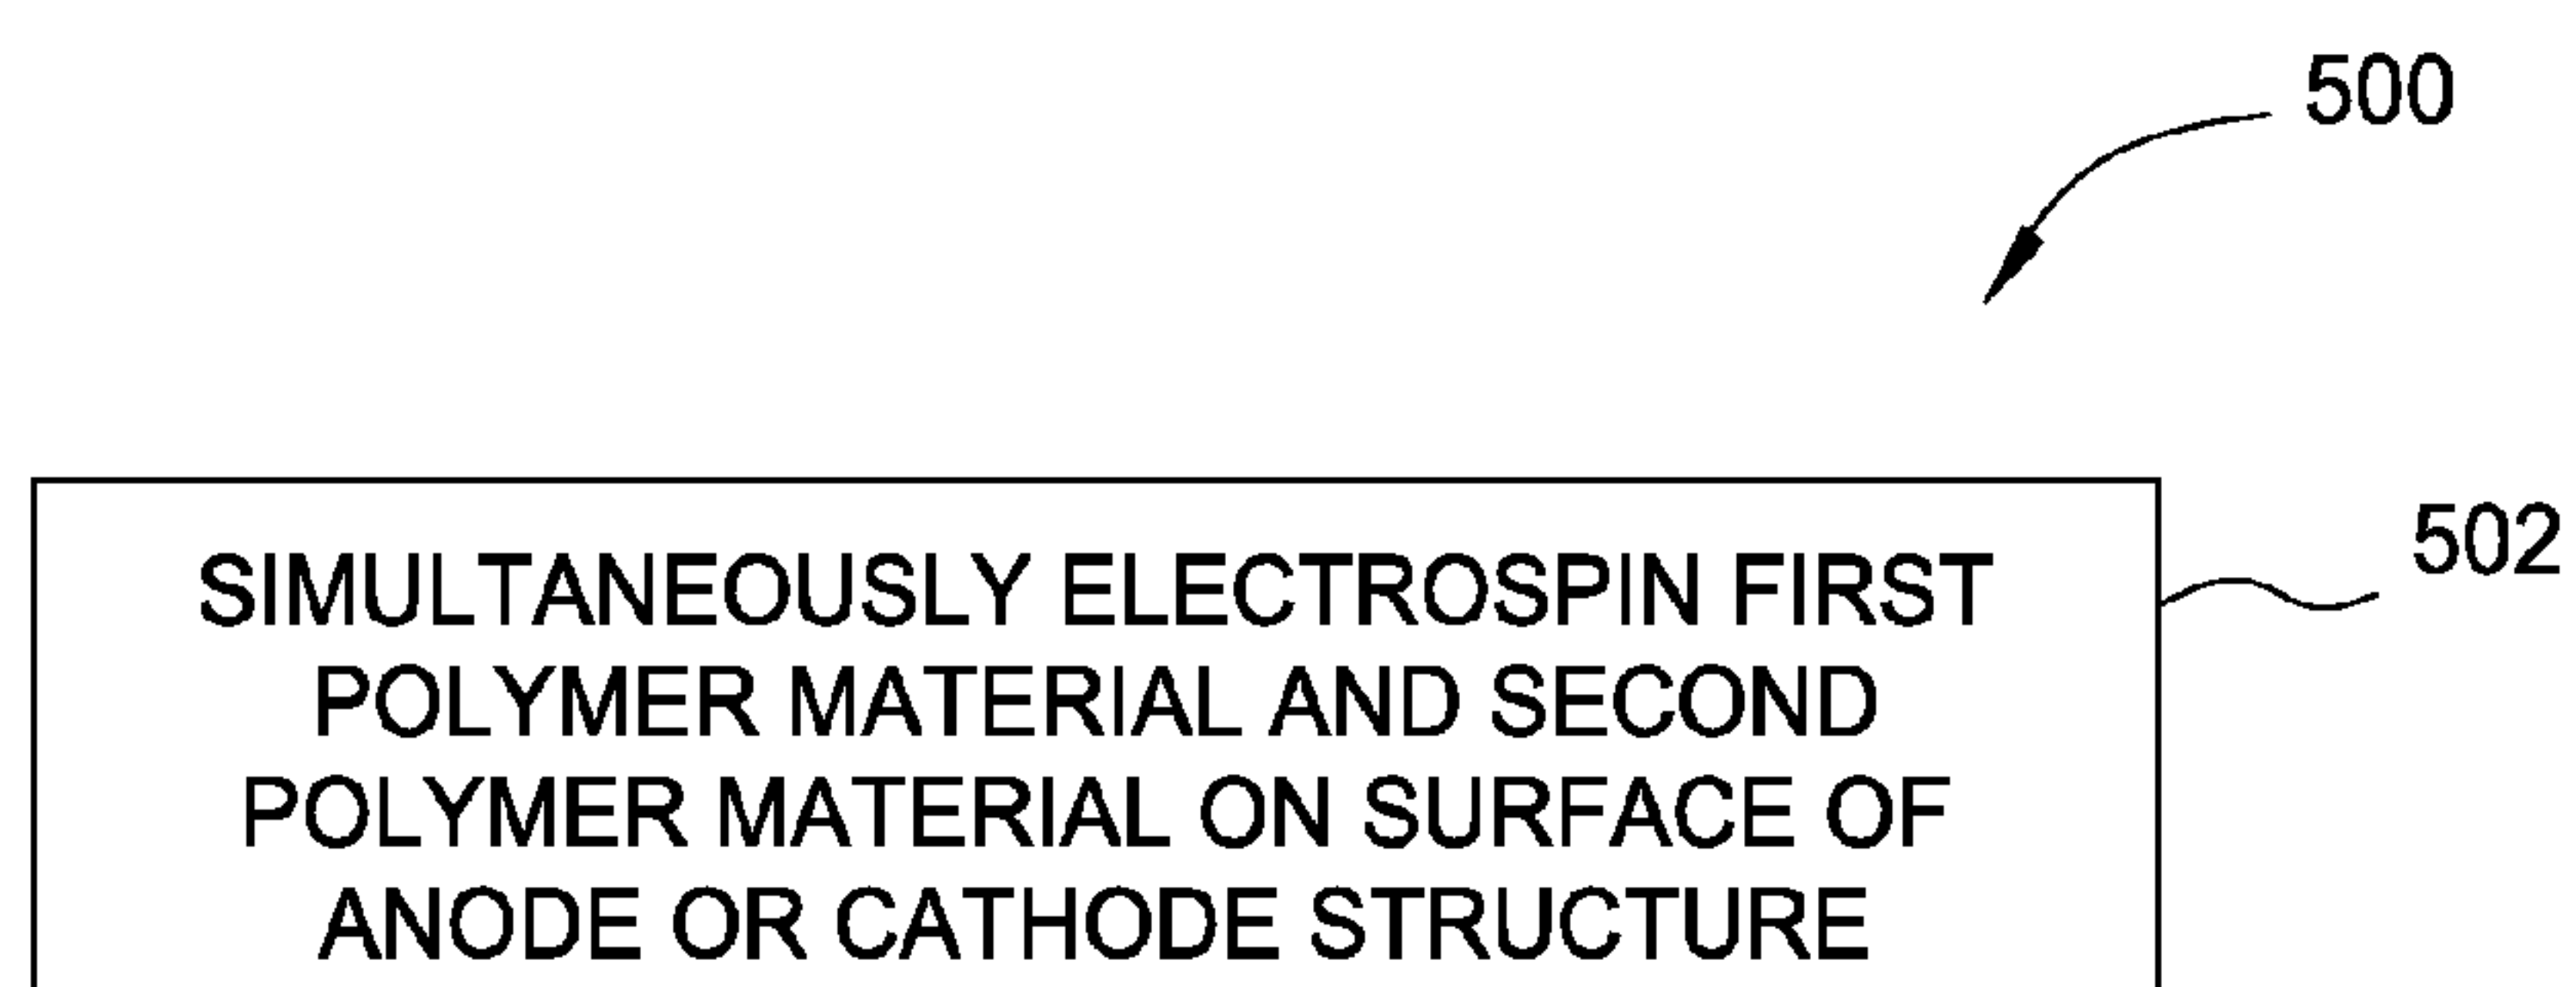 500
502
SIMULTANEOUSLY ELECTROSPIN FIRST
POLYMER MATERIAL AND SECOND
POLYMER MATERIAL ON SURFACE OF
ANODE OR CATHODE STRUCTURE